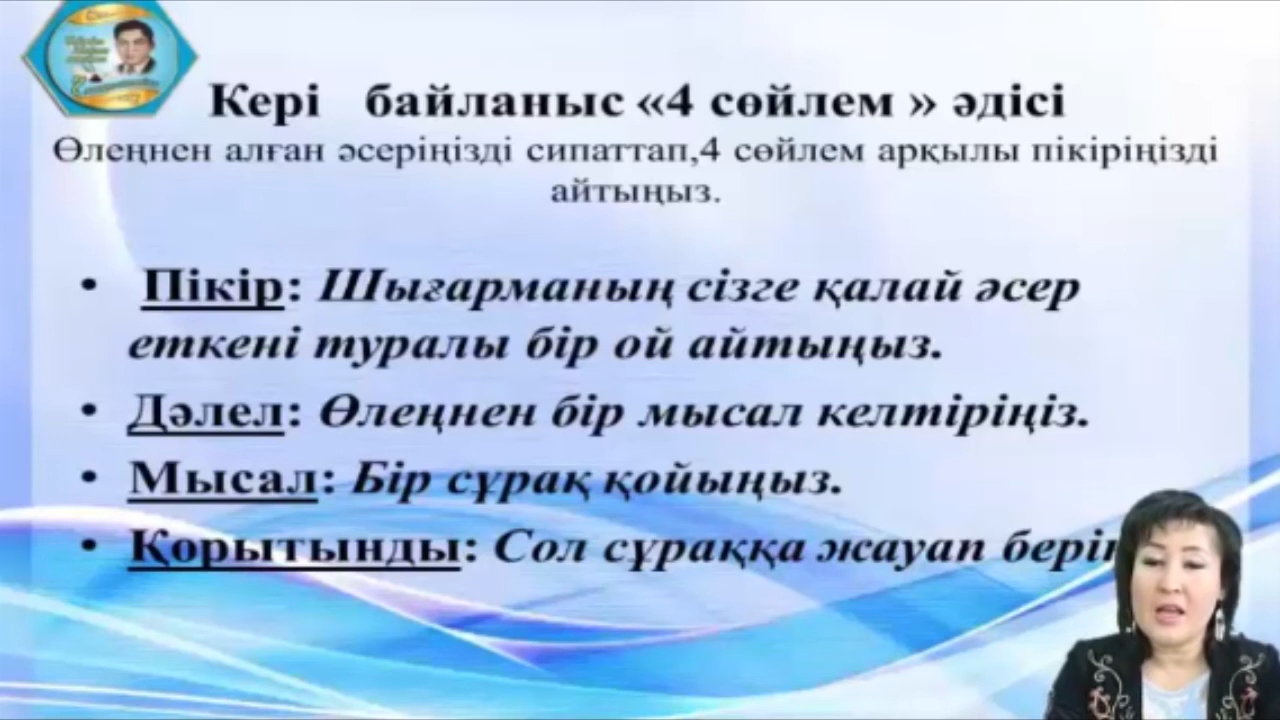 Кері байланыс «4 сөйлем » әдісі
Өлеңнен алған әсеріңізді сипаттап,4 сөйлем арқылы пікіріңізді
айтыңыз.
• Пікір: Шығарманың сізге қалай әсер
еткені туралы бір ой айтыңыз.
• Дәлел: Өлеңнен бір мысал келтіріңіз.
• Мысал: Бір сұрақ қойыңыз.
• Қорытынды: Сол сұраққа жауап